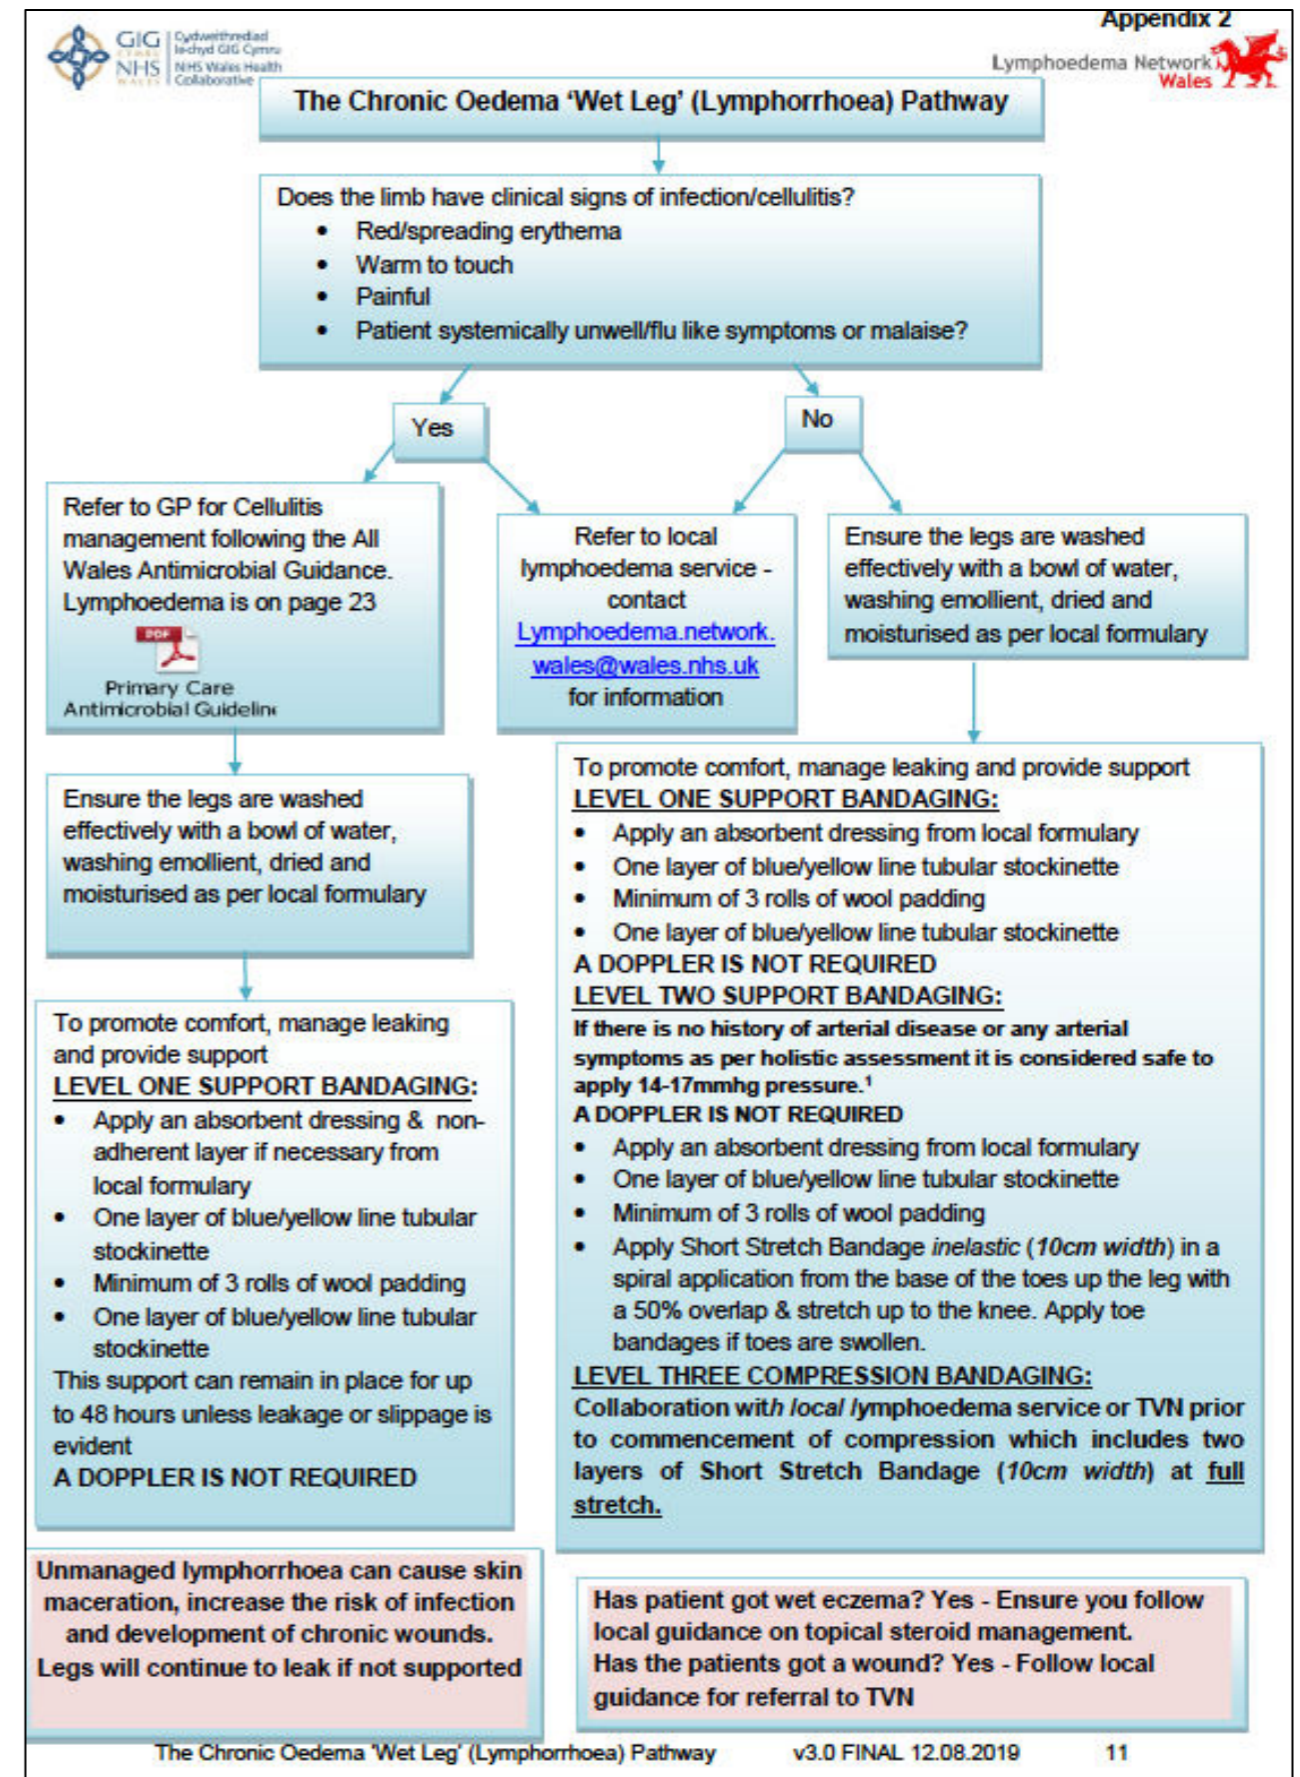 Appendix 2
GIG
CYMRU
NHS
WALES
Cydweithrediad
Iechyd GIG Cymru
NHS Wales Health
Collaborative
Lymphoedema Network
Wales
The Chronic Oedema ‘Wet Leg’ (Lymphorrhoea) Pathway
Does the limb have clinical signs of infection/cellulitis?
• Red/spreading erythema
• Warm to touch
• Painful
• Patient systemically unwell/flu like symptoms or malaise?
Yes
No
Refer to GP for Cellulitis
management following the All
Wales Antimicrobial Guidance.
Lymphoedema is on page 23
PDF
Primary Care
Antimicrobial Guideline
Refer to local
lymphoedema service -
contact
Lymphoedema.network.
wales@wales.nhs.uk
for information
Ensure the legs are washed
effectively with a bowl of water,
washing emollient, dried and
moisturised as per local formulary
Ensure the legs are washed
effectively with a bowl of water,
washing emollient, dried and
moisturised as per local formulary
To promote comfort, manage leaking
and provide support
LEVEL ONE SUPPORT BANDAGING:
• Apply an absorbent dressing & non-
adherent layer if necessary from
local formulary
• One layer of blue/yellow line tubular
stockinette
• Minimum of 3 rolls of wool padding
• One layer of blue/yellow line tubular
stockinette
This support can remain in place for up
to 48 hours unless leakage or slippage is
evident
A DOPPLER IS NOT REQUIRED
To promote comfort, manage leaking and provide support
LEVEL ONE SUPPORT BANDAGING:
• Apply an absorbent dressing from local formulary
• One layer of blue/yellow line tubular stockinette
• Minimum of 3 rolls of wool padding
• One layer of blue/yellow line tubular stockinette
A DOPPLER IS NOT REQUIRED
LEVEL TWO SUPPORT BANDAGING:
If there is no history of arterial disease or any arterial
symptoms as per holistic assessment it is considered safe to
apply 14-17mmhg pressure.¹
A DOPPLER IS NOT REQUIRED
• Apply an absorbent dressing from local formulary
• One layer of blue/yellow line tubular stockinette
• Minimum of 3 rolls of wool padding
• Apply Short Stretch Bandage inelastic (10cm width) in a
spiral application from the base of the toes up the leg with
a 50% overlap & stretch up to the knee. Apply toe
bandages if toes are swollen.
LEVEL THREE COMPRESSION BANDAGING:
Collaboration with local lymphoedema service or TVN prior
to commencement of compression which includes two
layers of Short Stretch Bandage (10cm width) at full
stretch.
Unmanaged lymphorrhoea can cause skin
maceration, increase the risk of infection
and development of chronic wounds.
Legs will continue to leak if not supported
Has patient got wet eczema? Yes - Ensure you follow
local guidance on topical steroid management.
Has the patients got a wound? Yes - Follow local
guidance for referral to TVN
The Chronic Oedema 'Wet Leg' (Lymphorrhoea) Pathway v3.0 FINAL 12.08.2019 11